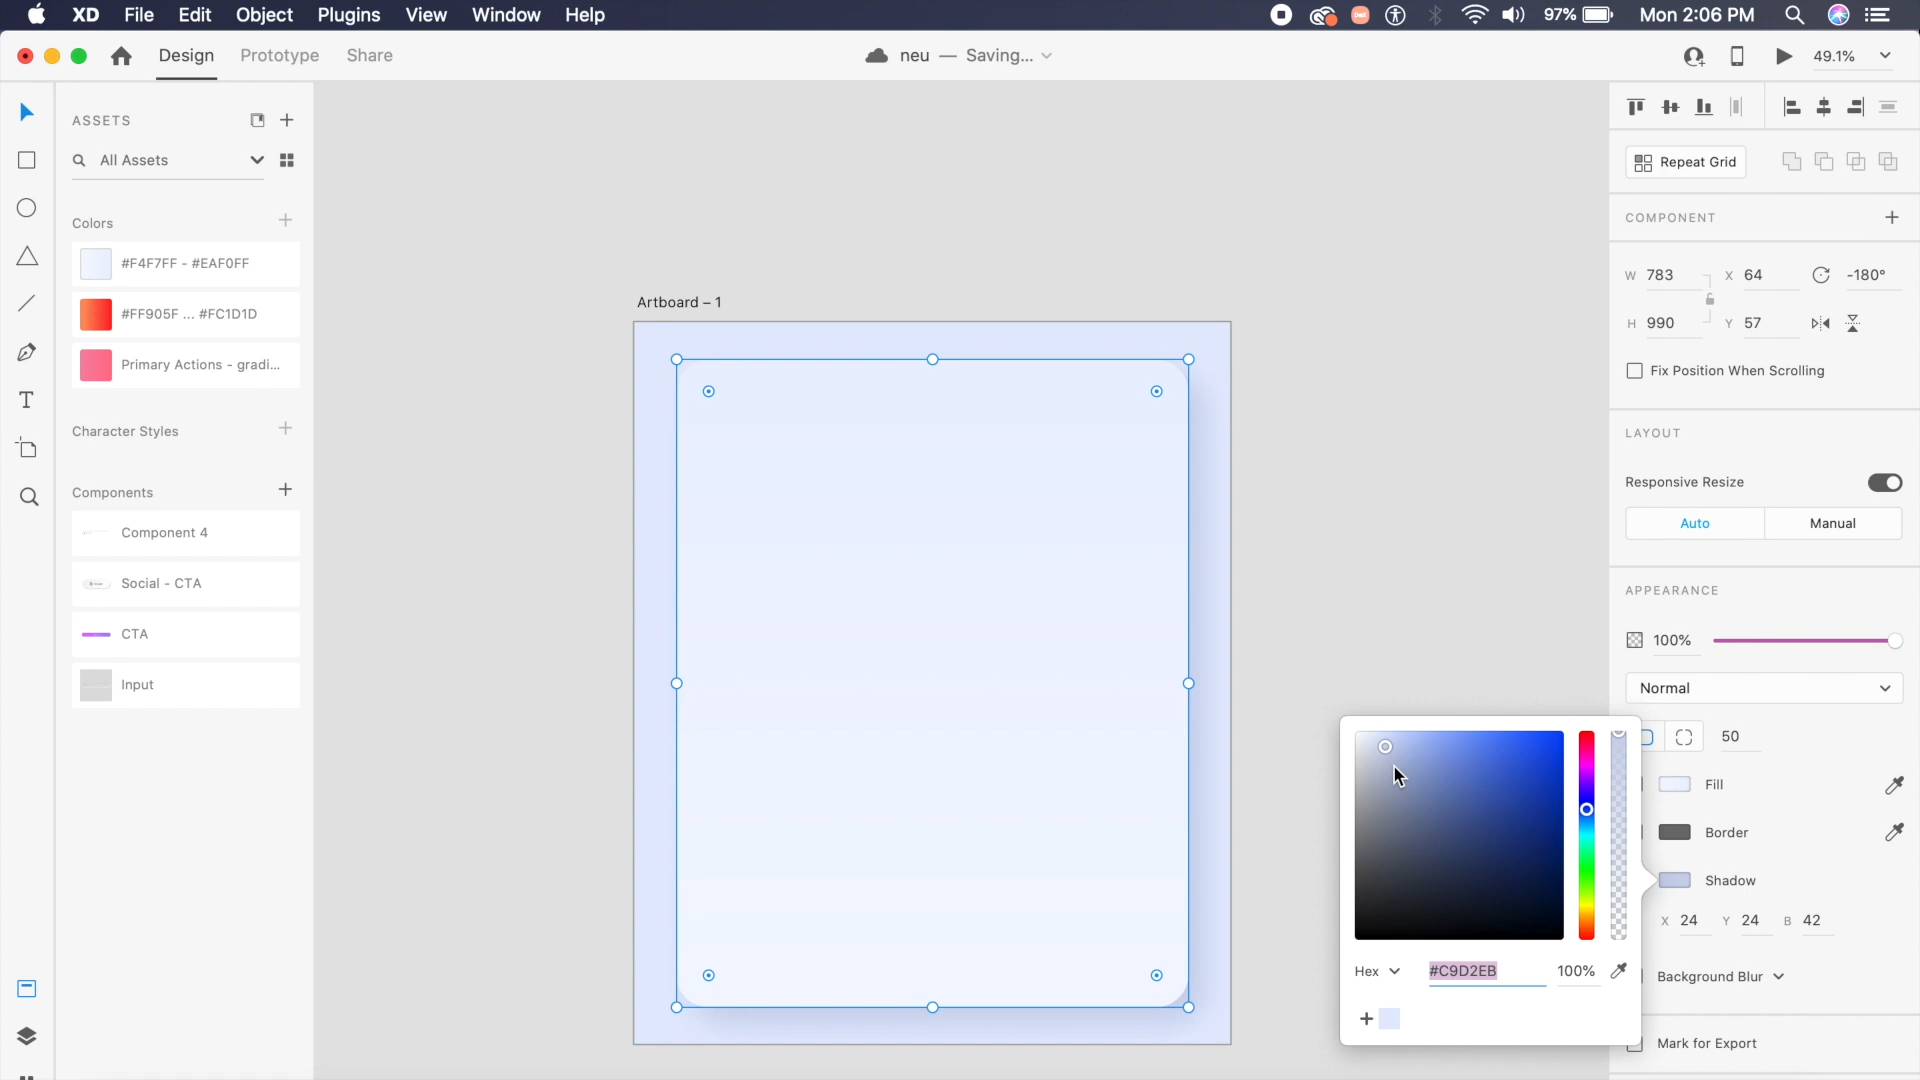 XD File Edit Object Plugins View Window Help 97% Mon 2:06 PM
Design Prototype Share neu — Saving... 49.1%
ASSETS
All Assets
Colors
#F4F7FF - #EAF0FF
#FF905F ... #FC1D1D
Primary Actions - gradi...
Character Styles
Components
Component 4
Social - CTA
CTA
Input
Artboard – 1
Repeat Grid
COMPONENT
W 783 X 64 -180°
H 990 Y 57
Fix Position When Scrolling
LAYOUT
Responsive Resize
Auto Manual
APPEARANCE
100%
Normal
50
Fill
Border
Shadow
X 24 Y 24 B 42
Hex #C9D2EB 100%
Background Blur
Mark for Export